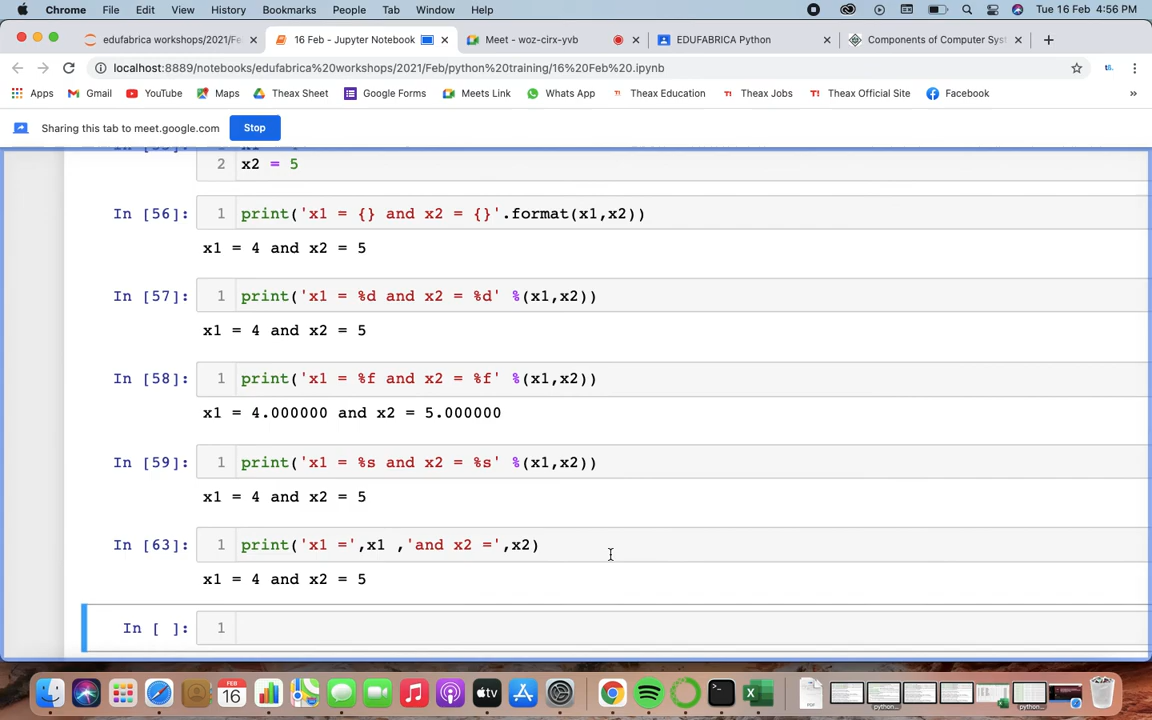 Chrome File Edit View History Bookmarks People Tab Window Help Tue 16 Feb 4:56 PM
edufabrica workshops/2021/Fe 16 Feb - Jupyter Notebook Meet - woz-cirx-yvb EDUFABRICA Python Components of Computer Syst
localhost:8889/notebooks/edufabrica%20workshops/2021/Feb/python%20training/16%20Feb%20.ipynb
Apps Gmail YouTube Maps Theax Sheet Google Forms Meets Link Whats App Theax Education Theax Jobs Theax Official Site Facebook
Sharing this tab to meet.google.com Stop
2 x2 = 5
In [56]: 1 print('x1 = {} and x2 = {}'.format(x1,x2))
x1 = 4 and x2 = 5
In [57]: 1 print('x1 = %d and x2 = %d' %(x1,x2))
x1 = 4 and x2 = 5
In [58]: 1 print('x1 = %f and x2 = %f' %(x1,x2))
x1 = 4.000000 and x2 = 5.000000
In [59]: 1 print('x1 = %s and x2 = %s' %(x1,x2))
x1 = 4 and x2 = 5
In [63]: 1 print('x1 =',x1 ,'and x2 =',x2)
x1 = 4 and x2 = 5
In [ ]: 1
FEB
16
tv